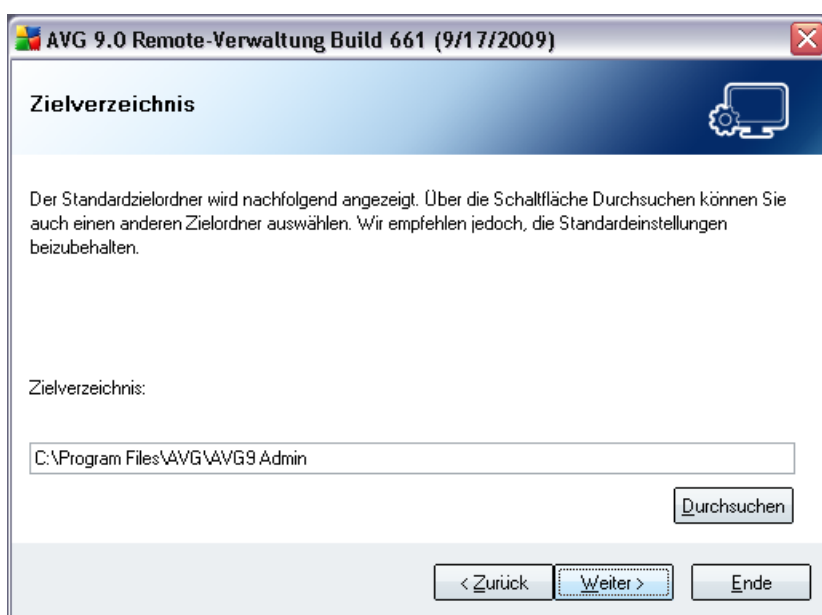 AVG 9.0 Remote-Verwaltung Build 661 (9/17/2009)
Zielverzeichnis
Der Standardzielordner wird nachfolgend angezeigt. Über die Schaltfläche Durchsuchen können Sie
auch einen anderen Zielordner auswählen. Wir empfehlen jedoch, die Standardeinstellungen
beizubehalten.
Zielverzeichnis:
C:\Program Files\AVG\AVG9 Admin
Durchsuchen
< Zurück
Weiter >
Ende